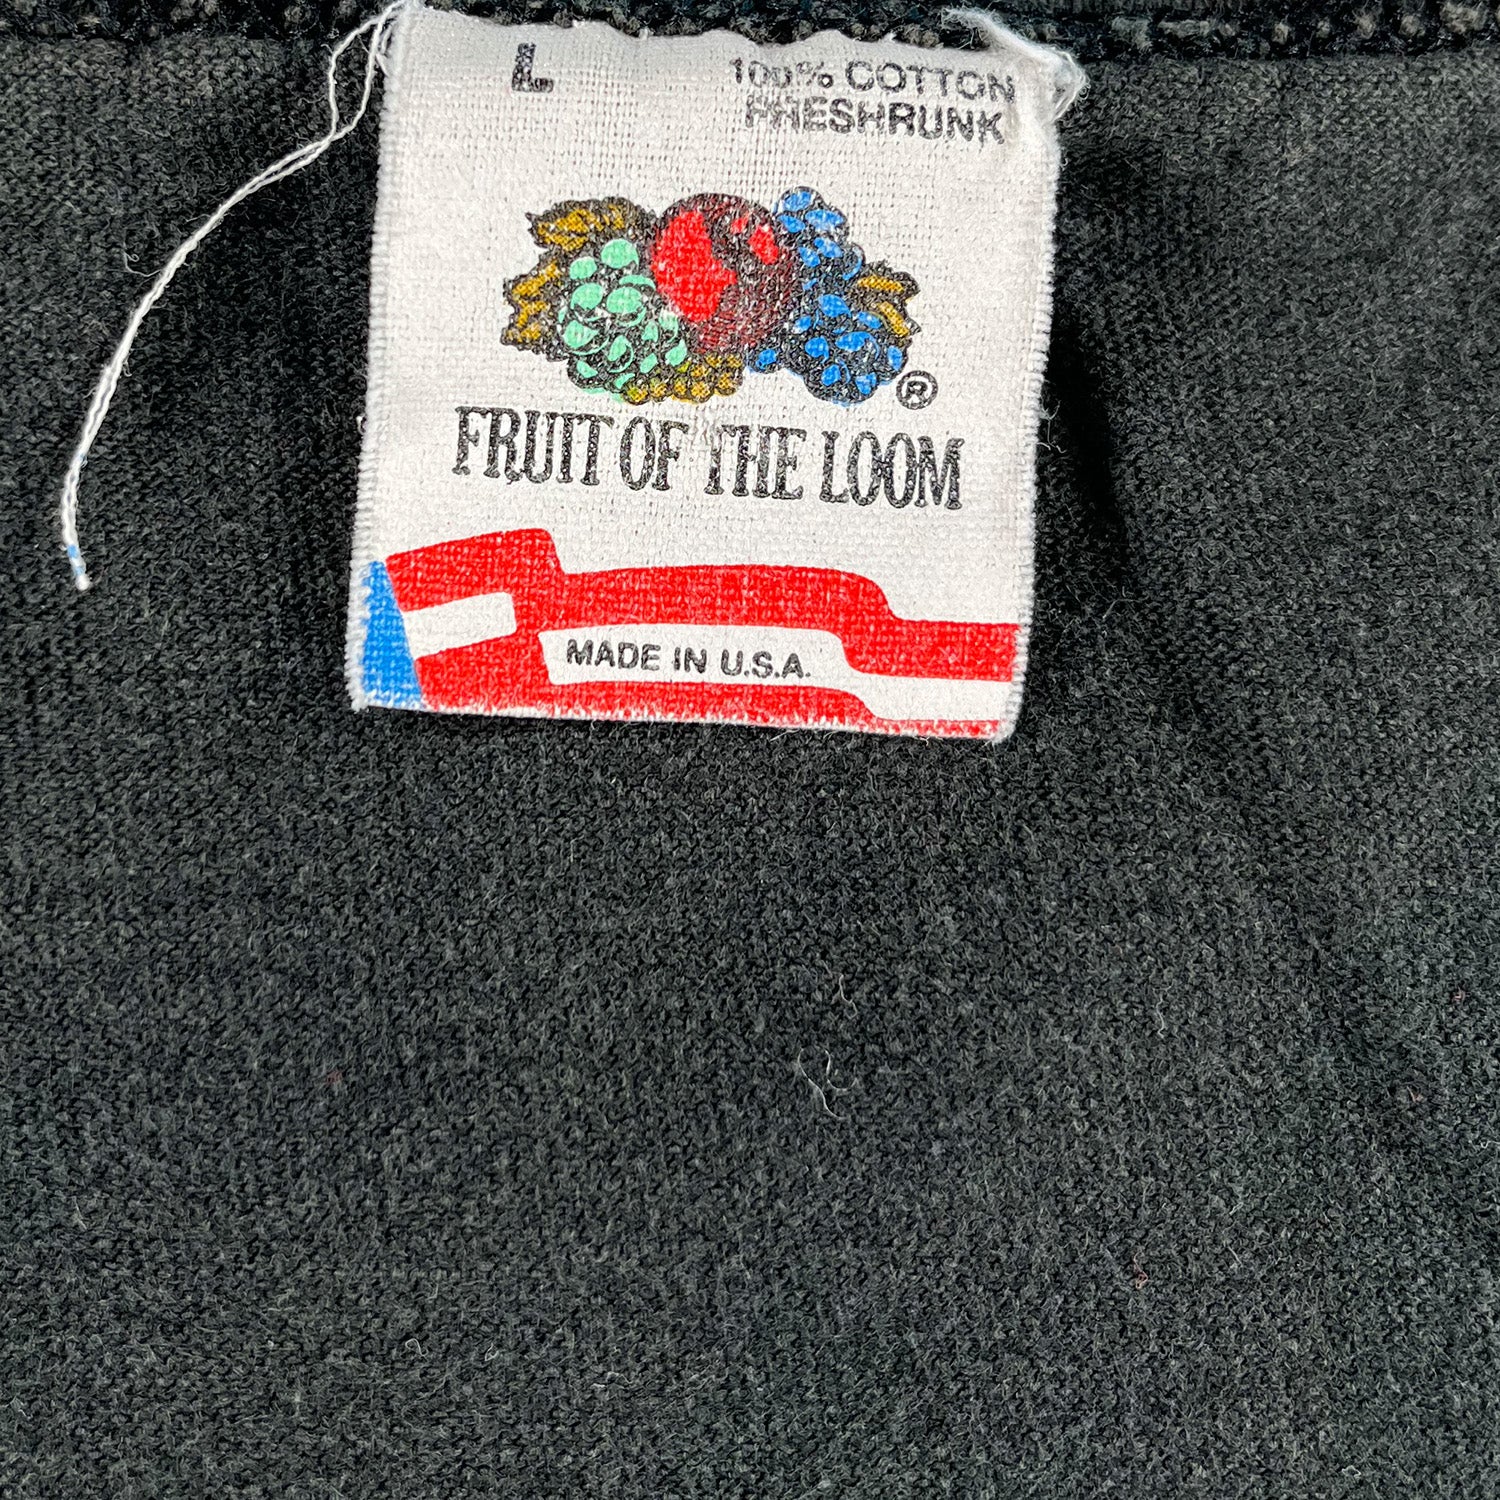 L
100% COTTON
PRESHRUNK
®
FRUIT OF THE LOOM
MADE IN U.S.A.